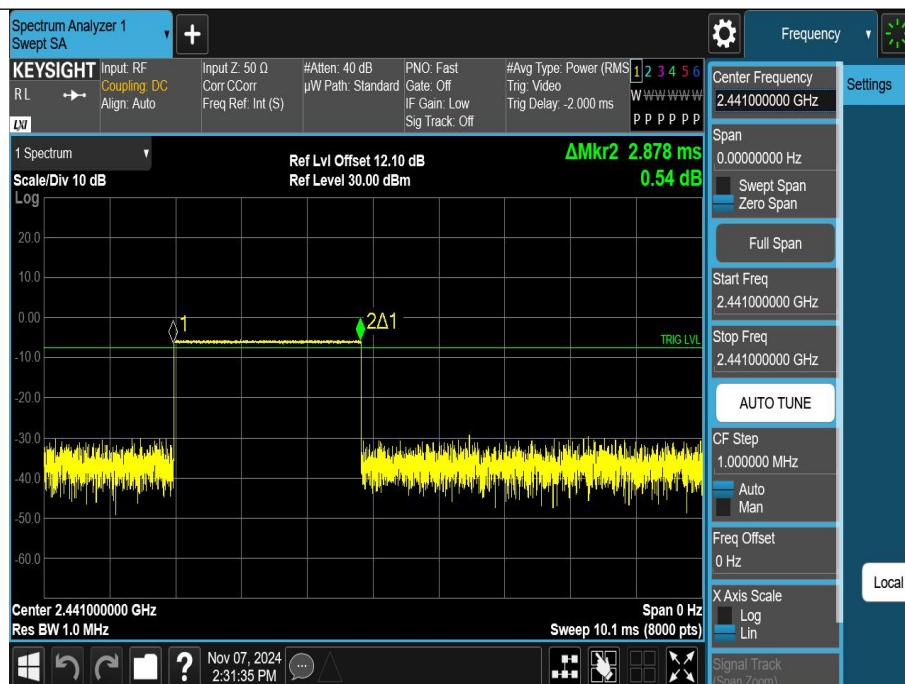 Spectrum Analyzer 1
Swept SA
+
Frequency
KEYSIGHT
RL
LXI
Input: RF
Coupling: DC
Align: Auto
Input Z: 50 Ω
Corr CCorr
Freq Ref: Int (S)
#Atten: 40 dB
µW Path: Standard
PNO: Fast
Gate: Off
IF Gain: Low
Sig Track: Off
#Avg Type: Power (RMS
Trig: Video
Trig Delay: -2.000 ms
1 2 3 4 5 6
W W W W W W
P P P P P P
1 Spectrum
Scale/Div 10 dB
Log
Ref Lvl Offset 12.10 dB
Ref Level 30.00 dBm
ΔMkr2 2.878 ms
0.54 dB
20.0
10.0
0.00
-10.0
-20.0
-30.0
-40.0
-50.0
-60.0
1
2Δ1
TRIG LVL
Center 2.441000000 GHz
Res BW 1.0 MHz
Span 0 Hz
Sweep 10.1 ms (8000 pts)
?
Nov 07, 2024
2:31:35 PM
Center Frequency
2.441000000 GHz
Span
0.00000000 Hz
Swept Span
Zero Span
Full Span
Start Freq
2.441000000 GHz
Stop Freq
2.441000000 GHz
AUTO TUNE
CF Step
1.000000 MHz
Auto
Man
Freq Offset
0 Hz
X Axis Scale
Log
Lin
Signal Track
(Span Zoom)
Settings
Local